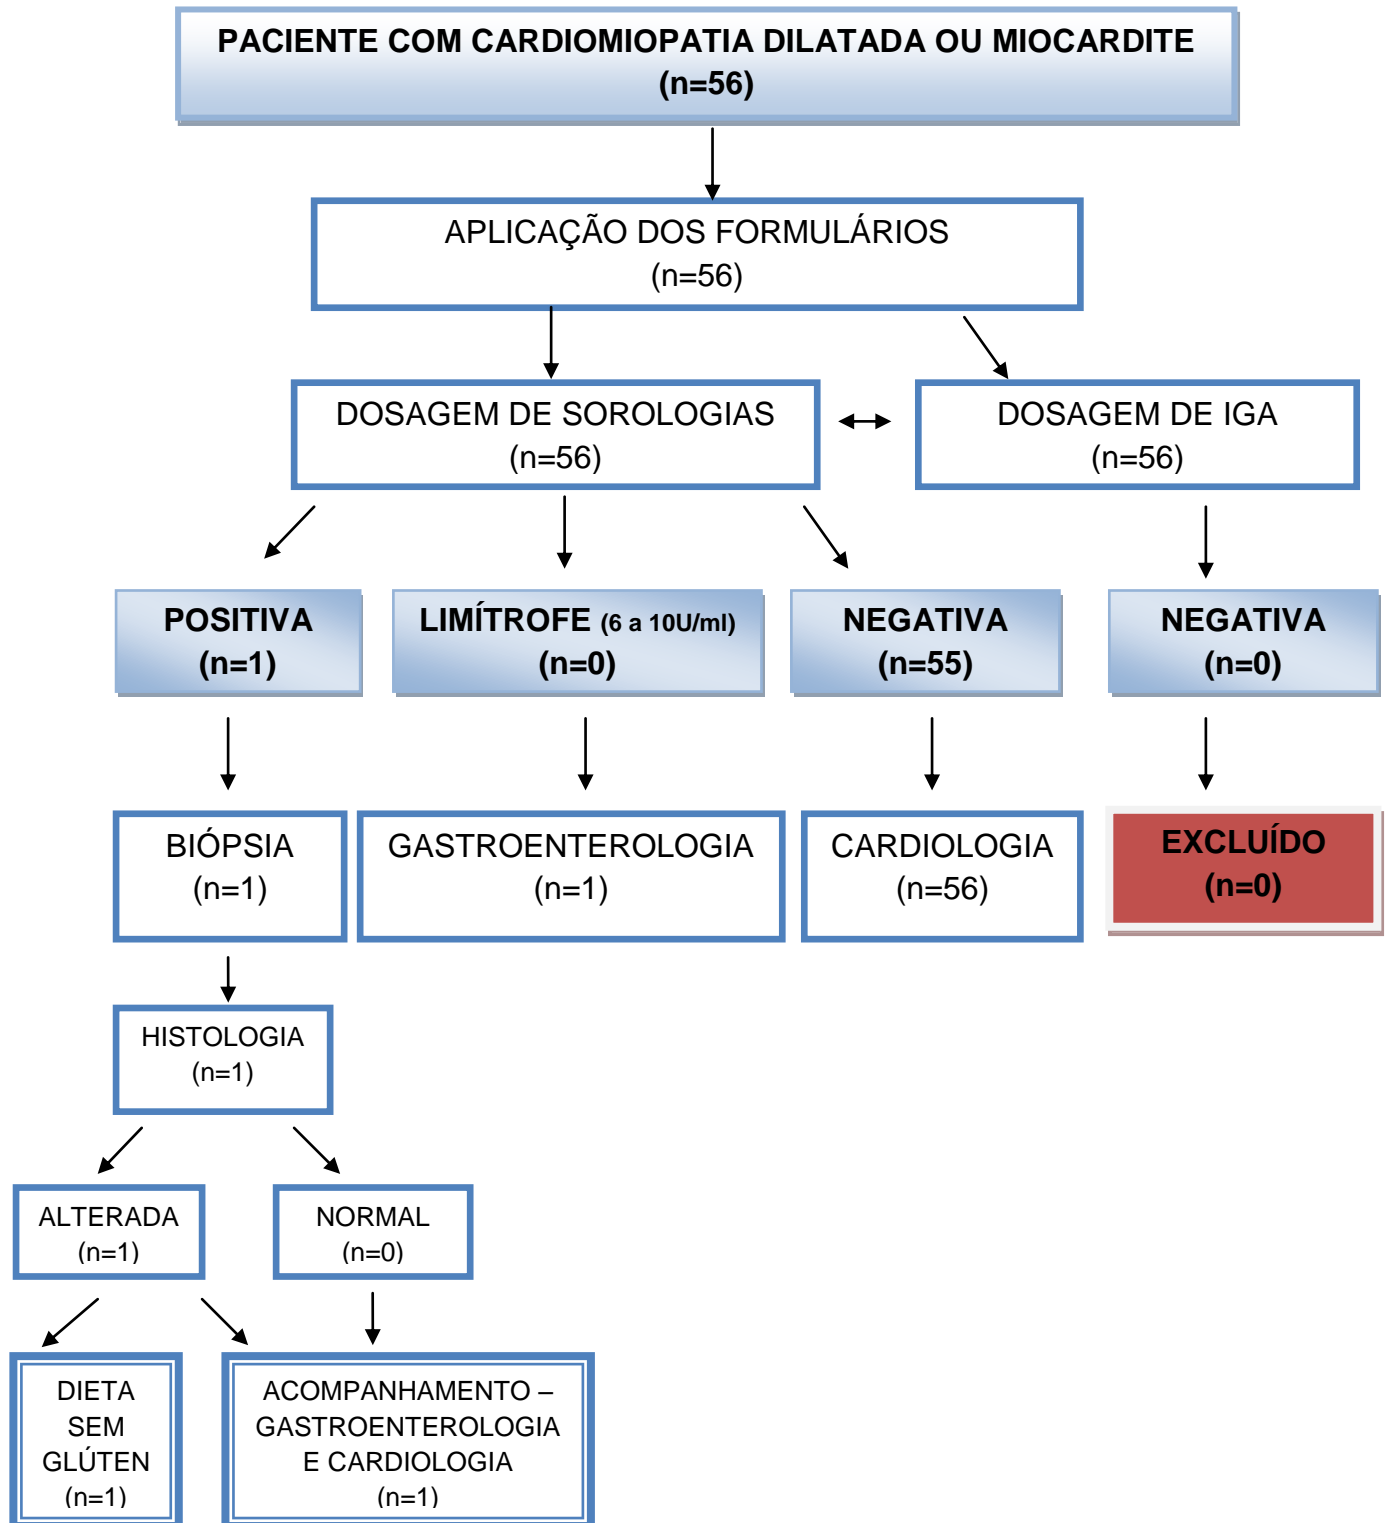 PACIENTE COM CARDIOMIOPATIA DILATADA OU MIOCARDITE
(n=56)
APLICAÇÃO DOS FORMULÁRIOS
(n=56)
DOSAGEM DE SOROLOGIAS
(n=56)
DOSAGEM DE IGA
(n=56)
POSITIVA
(n=1)
LIMÍTROFE (6 a 10U/ml)
(n=0)
NEGATIVA
(n=55)
NEGATIVA
(n=0)
BIÓPSIA
(n=1)
GASTROENTEROLOGIA
(n=1)
CARDIOLOGIA
(n=56)
EXCLUÍDO
(n=0)
HISTOLOGIA
(n=1)
ALTERADA
(n=1)
NORMAL
(n=0)
DIETA
SEM
GLÚTEN
(n=1)
ACOMPANHAMENTO –
GASTROENTEROLOGIA
E CARDIOLOGIA
(n=1)